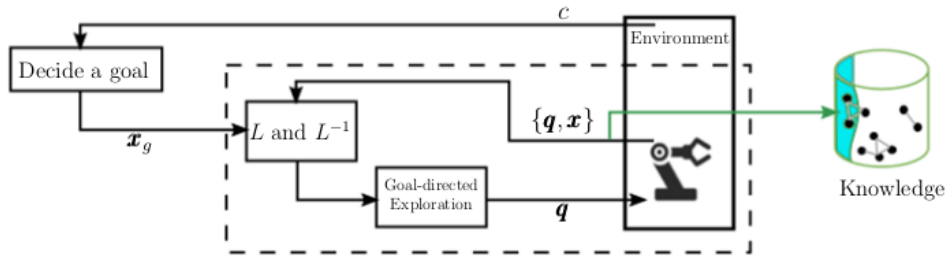 c
Environment
Decide a goal
L and L⁻¹
{q, x}
x_g
Goal-directed
Exploration
q
Knowledge